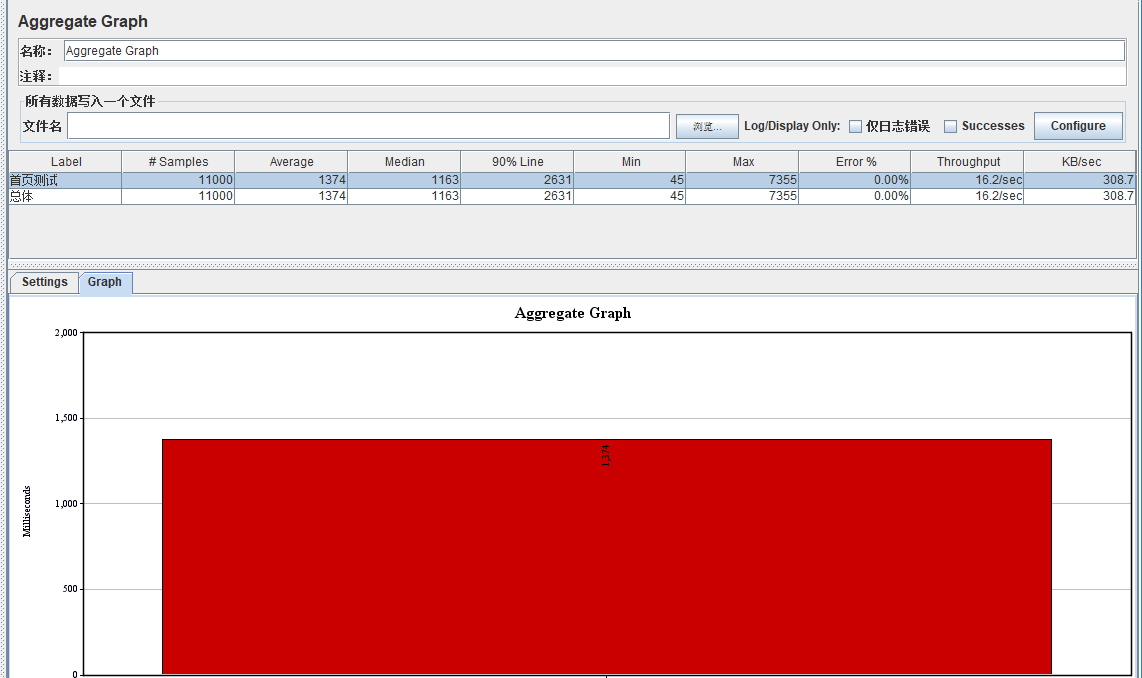 Aggregate Graph
名称： Aggregate Graph
注释：
所有数据写入一个文件
文件名 浏览... Log/Display Only: 仅日志错误 Successes Configure
Label # Samples Average Median 90% Line Min Max Error % Throughput KB/sec
首页测试 11000 1374 1163 2631 45 7355 0.00% 16.2/sec 308.7
总体 11000 1374 1163 2631 45 7355 0.00% 16.2/sec 308.7
Settings Graph
Aggregate Graph
2,000
1,500
1,374
1,000
Milliseconds
500
0